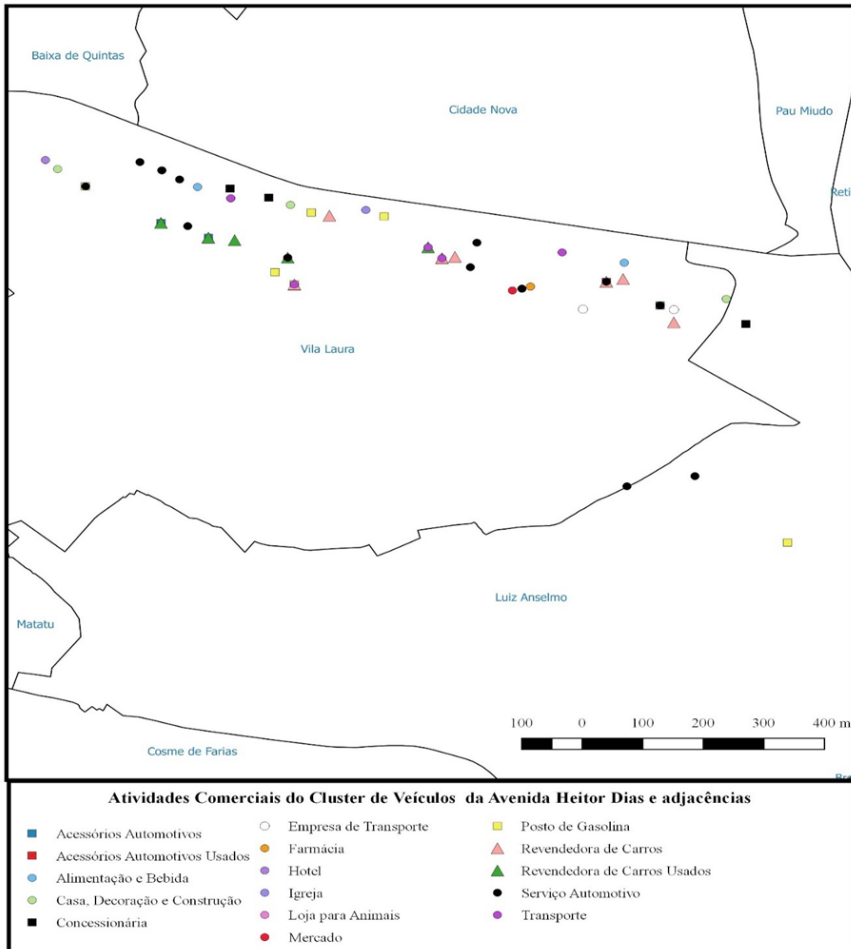 Baixa de Quintas
Cidade Nova
Pau Miudo
Reti
Vila Laura
Luiz Anselmo
Matatu
Cosme de Farias
100 0 100 200 300 400 m
Atividades Comerciais do Cluster de Veículos da Avenida Heitor Dias e adjacências
Acessórios Automotivos
Acessórios Automotivos Usados
Alimentação e Bebida
Casa, Decoração e Construção
Concessionária
Empresa de Transporte
Farmácia
Hotel
Igreja
Loja para Animais
Mercado
Posto de Gasolina
Revendedora de Carros
Revendedora de Carros Usados
Serviço Automotivo
Transporte